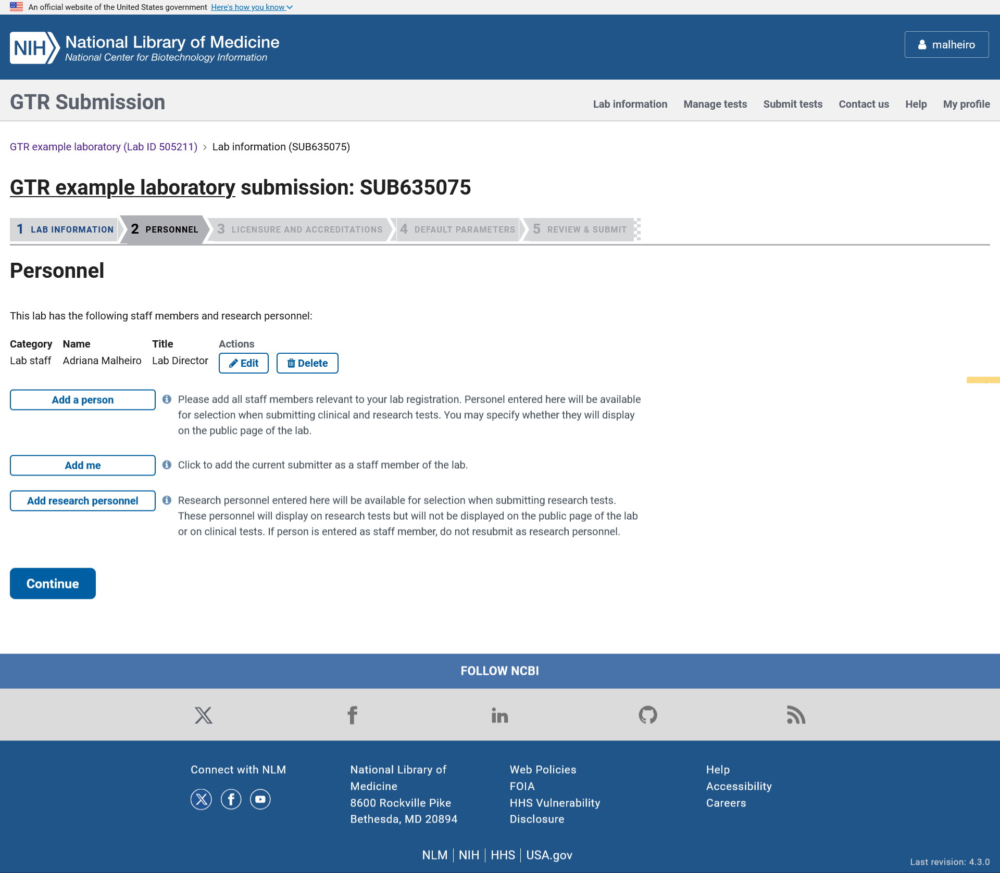 An official website of the United States government Here's how you know
NIH National Library of Medicine
National Center for Biotechnology Information
malheiro
GTR Submission
Lab information Manage tests Submit tests Contact us Help My profile
GTR example laboratory (Lab ID 505211) › Lab information (SUB635075)
GTR example laboratory submission: SUB635075
1 LAB INFORMATION 2 PERSONNEL 3 LICENSURE AND ACCREDITATIONS 4 DEFAULT PARAMETERS 5 REVIEW & SUBMIT
Personnel
This lab has the following staff members and research personnel:
Category Name Title Actions
Lab staff Adriana Malheiro Lab Director Edit Delete
Add a person Please add all staff members relevant to your lab registration. Personel entered here will be available
for selection when submitting clinical and research tests. You may specify whether they will display
on the public page of the lab.
Add me Click to add the current submitter as a staff member of the lab.
Add research personnel Research personnel entered here will be available for selection when submitting research tests.
These personnel will display on research tests but will not be displayed on the public page of the lab
or on clinical tests. If person is entered as staff member, do not resubmit as research personnel.
Continue
FOLLOW NCBI
Connect with NLM
National Library of
Medicine
8600 Rockville Pike
Bethesda, MD 20894
Web Policies
FOIA
HHS Vulnerability
Disclosure
Help
Accessibility
Careers
NLM NIH HHS USA.gov
Last revision: 4.3.0